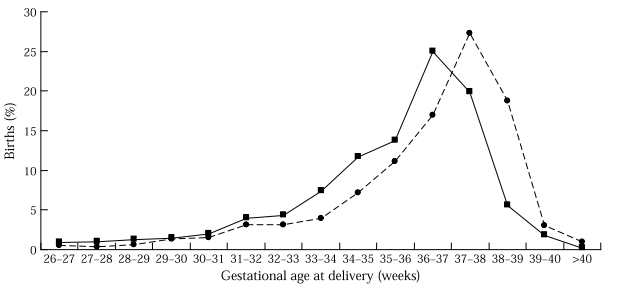 30
25
20
15
10
5
0
Births (%)
26–27 27–28 28–29 29–30 30–31 31–32 32–33 33–34 34–35 35–36 36–37 37–38 38–39 39–40 >40
Gestational age at delivery (weeks)